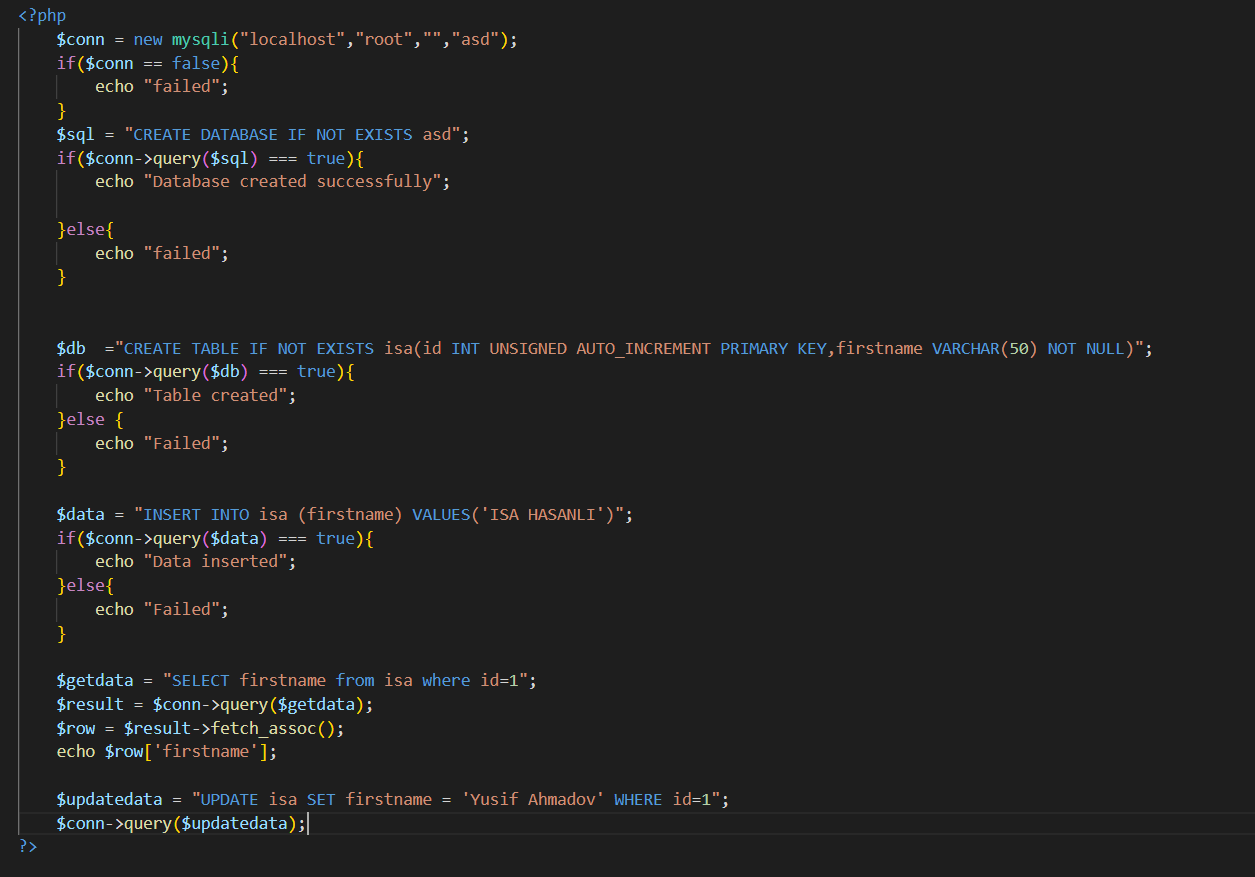 <?php
$conn = new mysqli("localhost","root","","asd");
if($conn == false){
echo "failed";
}
$sql = "CREATE DATABASE IF NOT EXISTS asd";
if($conn->query($sql) === true){
echo "Database created successfully";
}else{
echo "failed";
}
$db  ="CREATE TABLE IF NOT EXISTS isa(id INT UNSIGNED AUTO_INCREMENT PRIMARY KEY,firstname VARCHAR(50) NOT NULL)";
if($conn->query($db) === true){
echo "Table created";
}else {
echo "Failed";
}
$data = "INSERT INTO isa (firstname) VALUES('ISA HASANLI')";
if($conn->query($data) === true){
echo "Data inserted";
}else{
echo "Failed";
}
$getdata = "SELECT firstname from isa where id=1";
$result = $conn->query($getdata);
$row = $result->fetch_assoc();
echo $row['firstname'];
$updatedata = "UPDATE isa SET firstname = 'Yusif Ahmadov' WHERE id=1";
$conn->query($updatedata);
?>